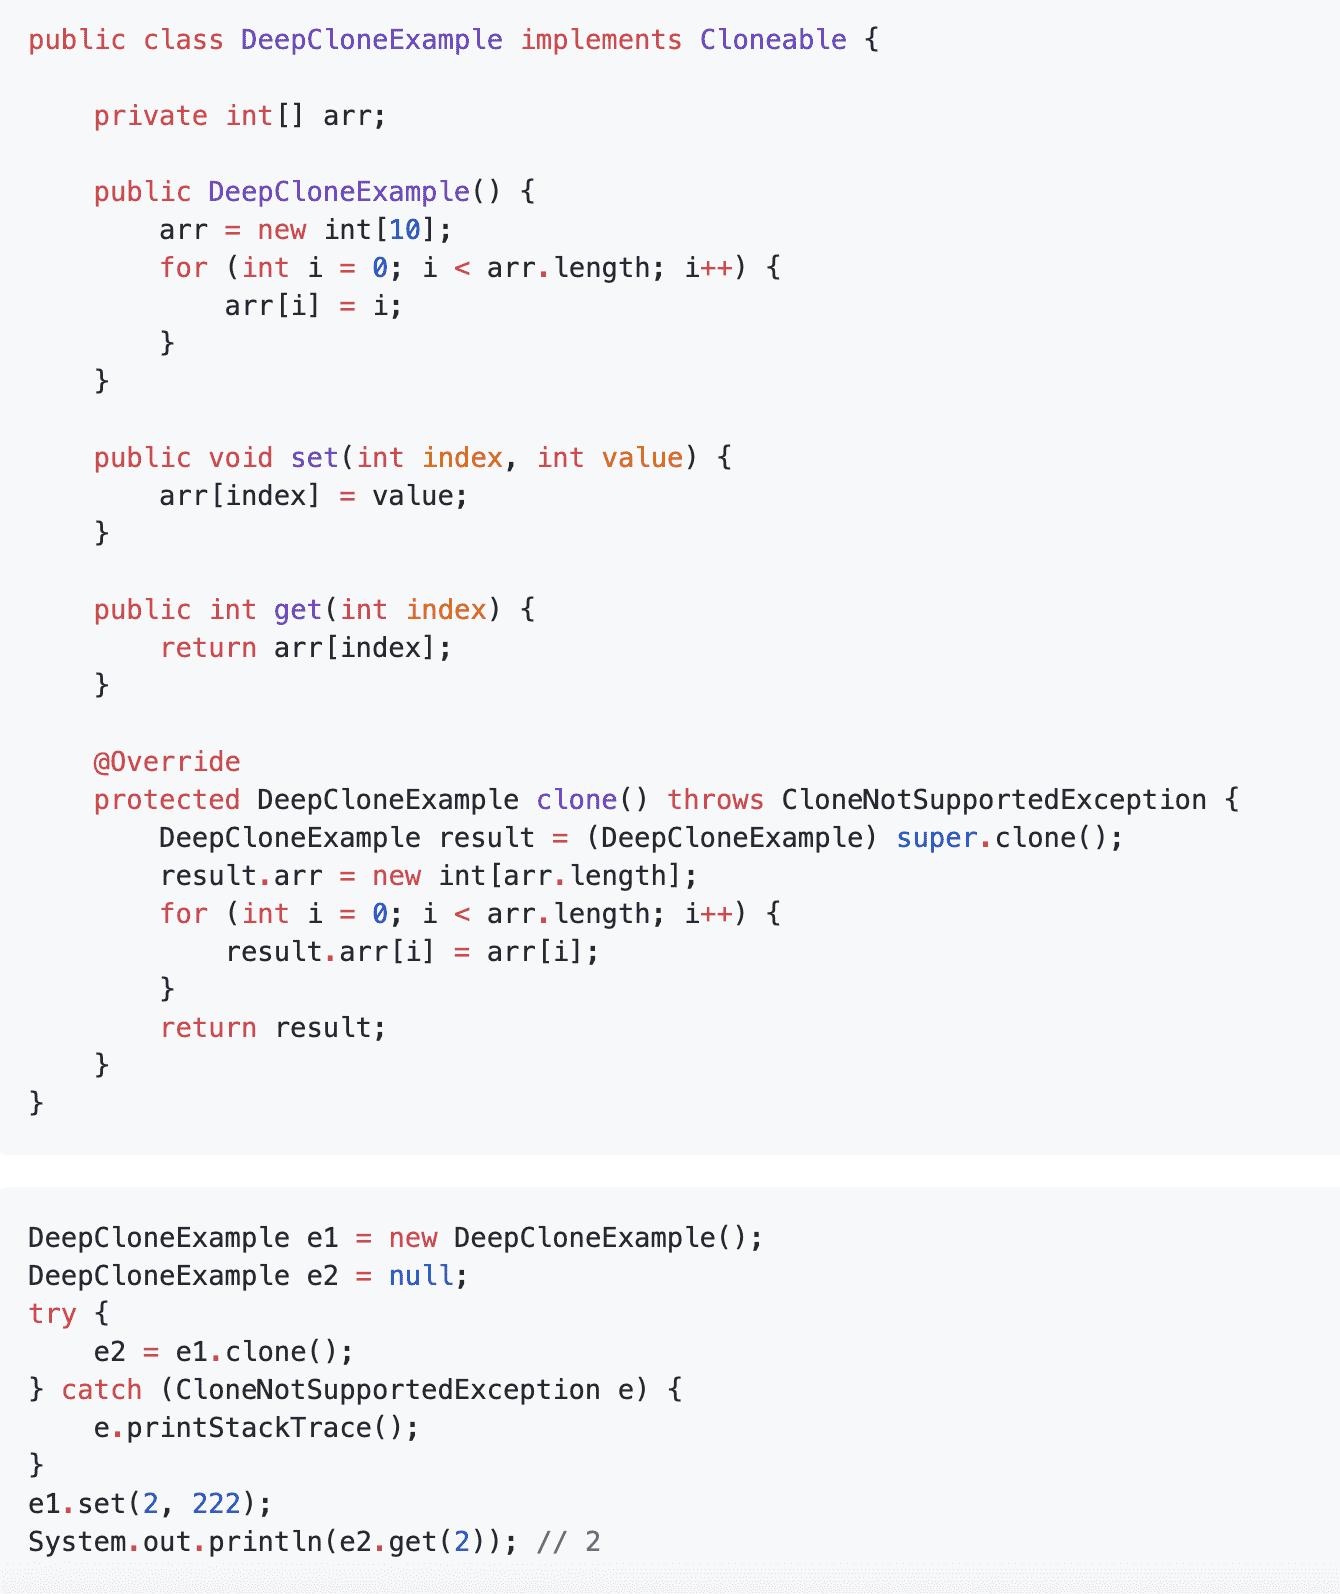 public class DeepCloneExample implements Cloneable {
    private int[] arr;
    public DeepCloneExample() {
        arr = new int[10];
        for (int i = 0; i < arr.length; i++) {
            arr[i] = i;
        }
    }
    public void set(int index, int value) {
        arr[index] = value;
    }
    public int get(int index) {
        return arr[index];
    }
    @Override
    protected DeepCloneExample clone() throws CloneNotSupportedException {
        DeepCloneExample result = (DeepCloneExample) super.clone();
        result.arr = new int[arr.length];
        for (int i = 0; i < arr.length; i++) {
            result.arr[i] = arr[i];
        }
        return result;
    }
}
DeepCloneExample e1 = new DeepCloneExample();
DeepCloneExample e2 = null;
try {
    e2 = e1.clone();
} catch (CloneNotSupportedException e) {
    e.printStackTrace();
}
e1.set(2, 222);
System.out.println(e2.get(2)); // 2